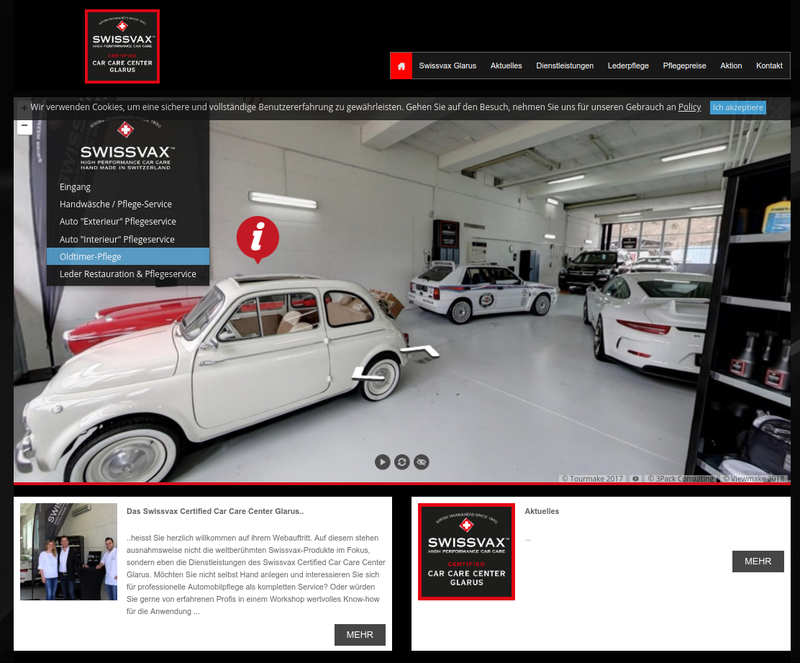 SWISSVAX™
HIGH PERFORMANCE CAR CARE
CERTIFIED
CAR CARE CENTER
GLARUS
Swissvax Glarus Aktuelles Dienstleistungen Lederpflege Pflegepreise Aktion Kontakt
Wir verwenden Cookies, um eine sichere und vollständige Benutzererfahrung zu gewährleisten. Gehen Sie auf den Besuch, nehmen Sie uns für unseren Gebrauch an Policy Ich akzeptiere
SWISSVAX™
HIGH PERFORMANCE CAR CARE
HAND MADE IN SWITZERLAND
Eingang
Handwäsche / Pflege-Service
Auto "Exterieur" Pflegeservice
Auto "Interieur" Pflegeservice
Oldtimer-Pflege
Leder Restauration & Pflegeservice
i
© Tourmake 2017 © 3Pack Consulting © Viewmake 2018
Das Swissvax Certified Car Care Center Glarus..
..heisst Sie herzlich willkommen auf ihrem Webauftritt. Auf diesem stehen
ausnahmsweise nicht die weltberühmten Swissvax-Produkte im Fokus,
sondern eben die Dienstleistungen des Swissvax Certified Car Care Center
Glarus. Möchten Sie nicht selbst Hand anlegen und interessieren Sie sich
für professionelle Automobilpflege als kompletten Service? Oder würden
Sie gerne von erfahrenen Profis in einem Workshop wertvolles Know-how
für die Anwendung ...
MEHR
SWISSVAX™
HIGH PERFORMANCE CAR CARE
CERTIFIED
CAR CARE CENTER
GLARUS
Aktuelles
...
MEHR